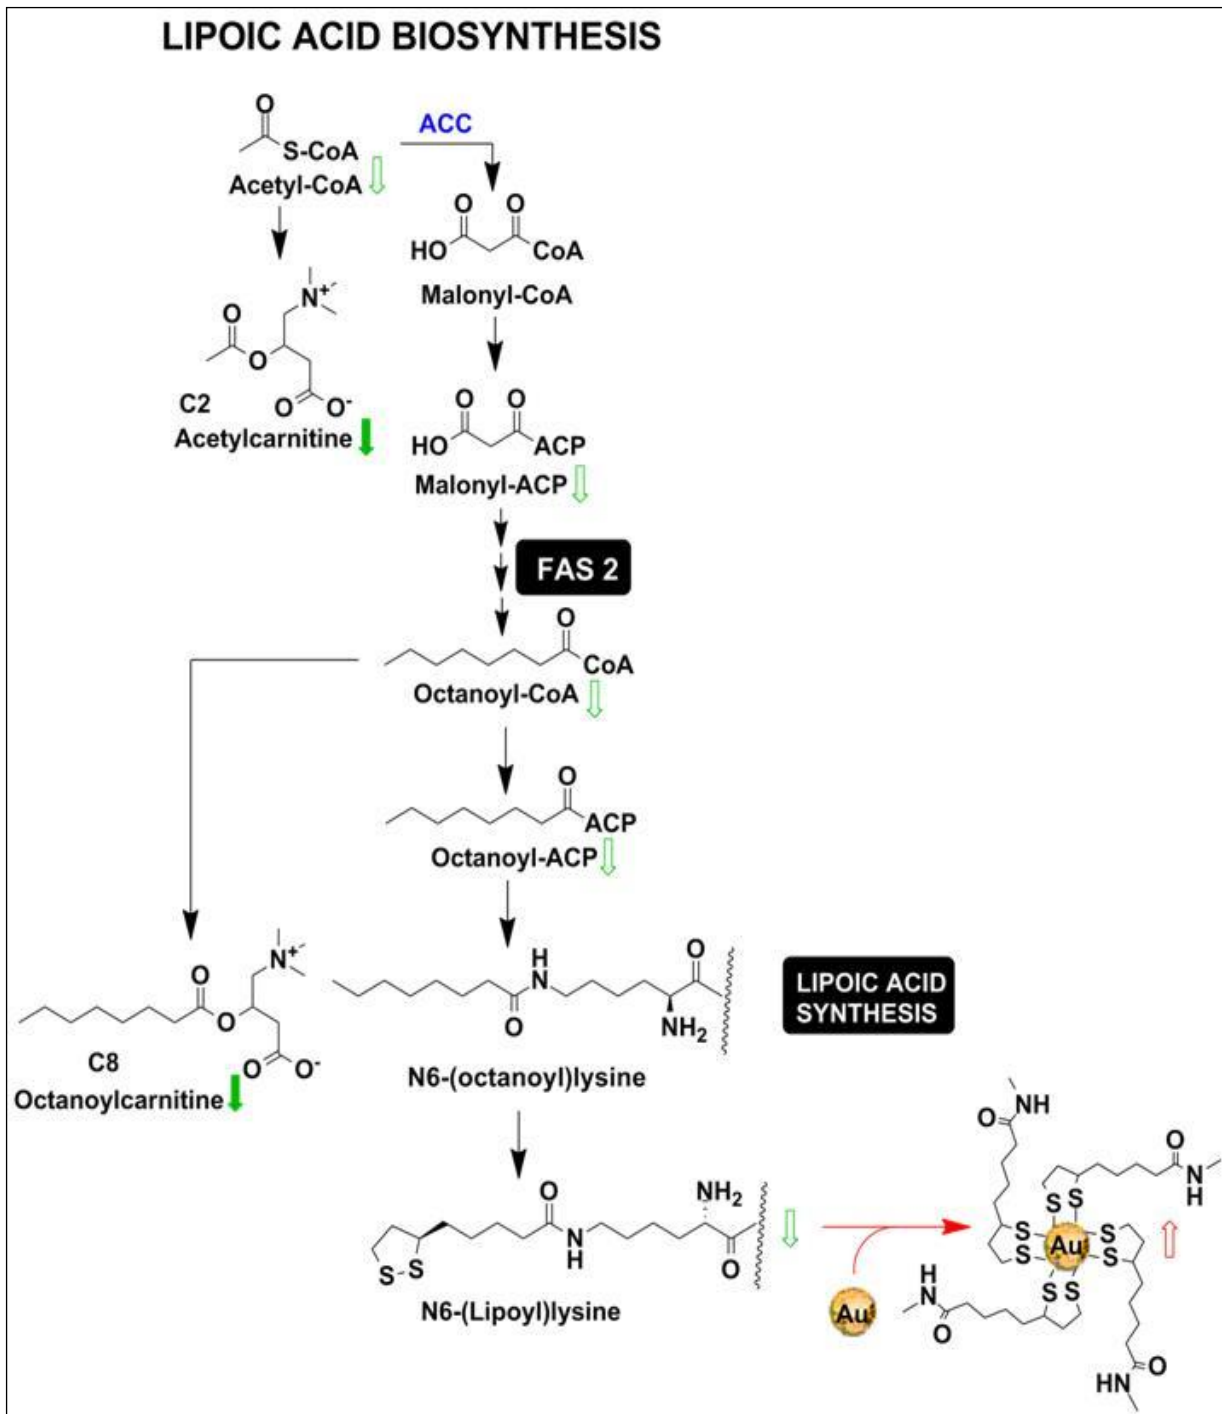 LIPOIC ACID BIOSYNTHESIS
O
S-CoA
Acetyl-CoA
ACC
O O
HO CoA
Malonyl-CoA
N+
O
O
O O-
C2
Acetylcarnitine
O O
HO ACP
Malonyl-ACP
FAS 2
O
CoA
Octanoyl-CoA
O
ACP
Octanoyl-ACP
N+
O
O
O O-
C8
Octanoylcarnitine
H
N
O
O
NH2
N6-(octanoyl)lysine
LIPOIC ACID
SYNTHESIS
O
N
H
NH2
O
S-S
N6-(Lipoyl)lysine
Au
O NH
O
N
H
S S
S S
Au
S S
S S
H
N
O
HN O